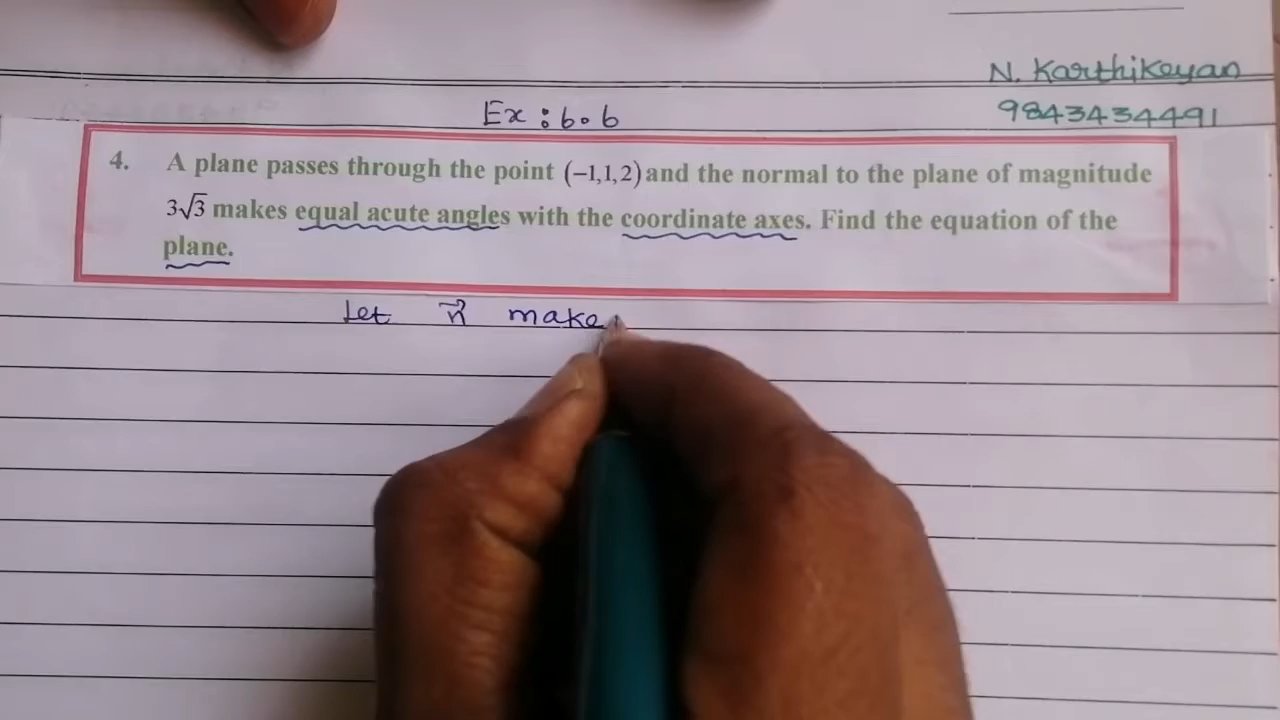 N. Karthikeyan
Ex : 6.6
9843434491
4. A plane passes through the point (−1,1,2) and the normal to the plane of magnitude
3√3 makes equal acute angles with the coordinate axes. Find the equation of the
plane.
Let n⃗ make